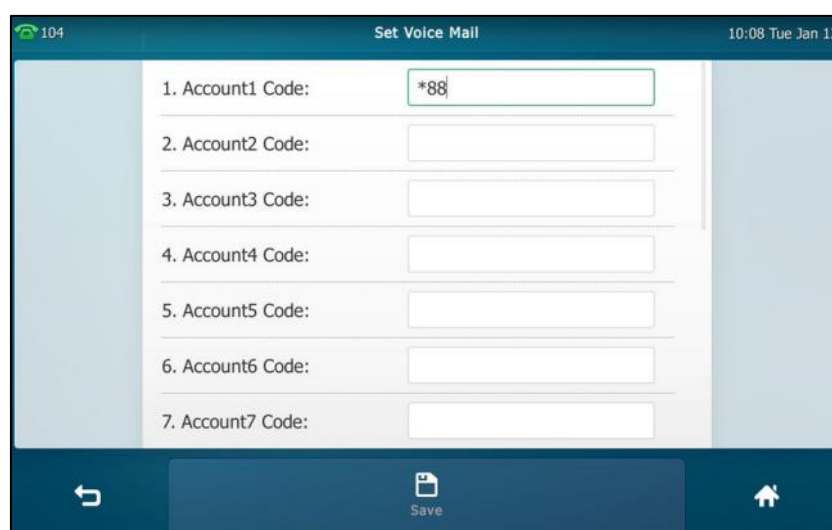 104 Set Voice Mail 10:08 Tue Jan
1. Account1 Code: *88
2. Account2 Code:
3. Account3 Code:
4. Account4 Code:
5. Account5 Code:
6. Account6 Code:
7. Account7 Code:
Save